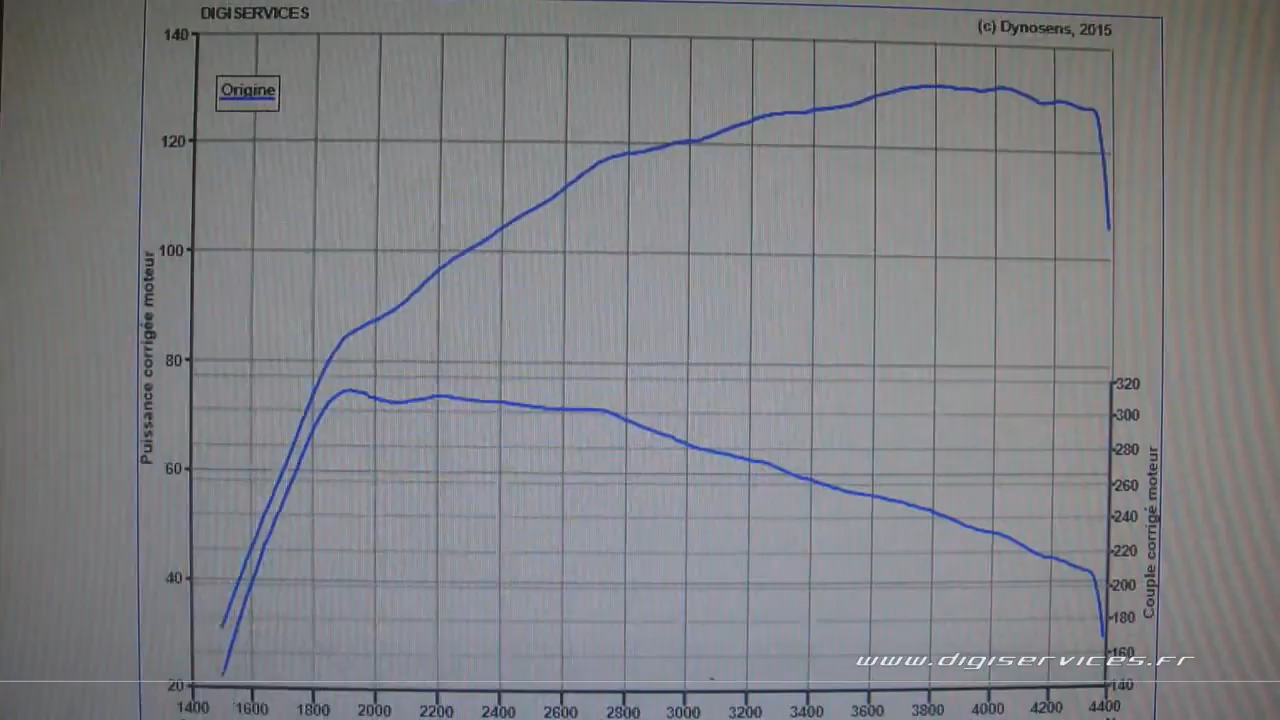 DIGISERVICES
(c) Dynosens, 2015
Origine
Puissance corrigée moteur
140
120
100
80
60
40
20
320
300
280
260
240
220
200
180
160
140
Couple corrigé moteur
1400 1600 1800 2000 2200 2400 2600 2800 3000 3200 3400 3600 3800 4000 4200 4400
www.digiservices.fr